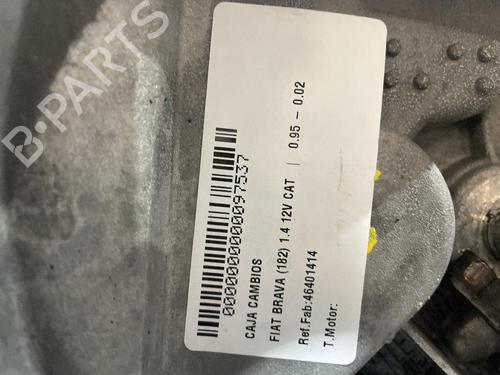 B-PARTS
0000000000097537
CAJA CAMBIOS
FIAT BRAVA (182) 1.4 12V CAT | 0.95 - 0.02
Ref.Fab:46401414
T.Motor: